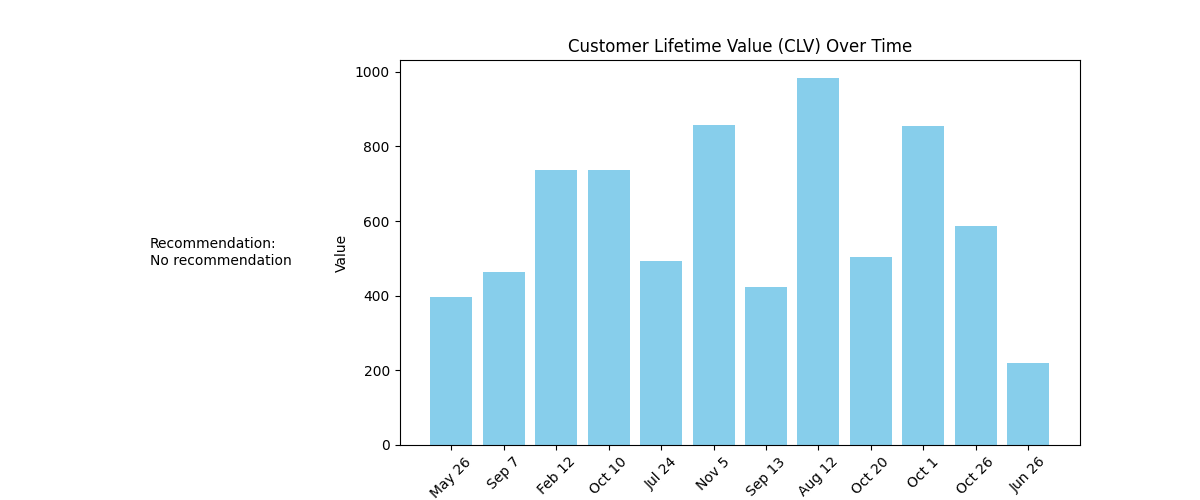 Customer Lifetime Value (CLV) Over Time
Recommendation:
No recommendation
Value
1000
800
600
400
200
0
May 26
Sep 7
Feb 12
Oct 10
Jul 24
Nov 5
Sep 13
Aug 12
Oct 20
Oct 1
Oct 26
Jun 26